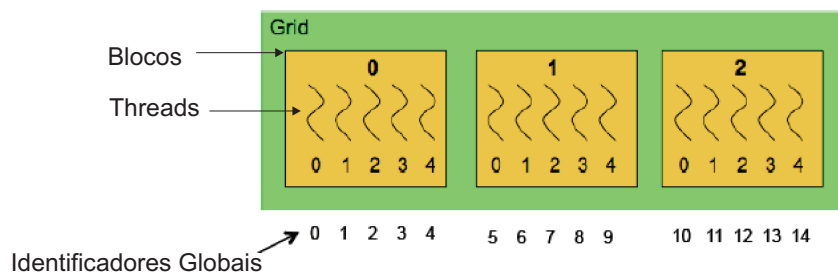 Grid
Blocos
0 1 2
Threads
0 1 2 3 4 0 1 2 3 4 0 1 2 3 4
0 1 2 3 4 5 6 7 8 9 10 11 12 13 14
Identificadores Globais